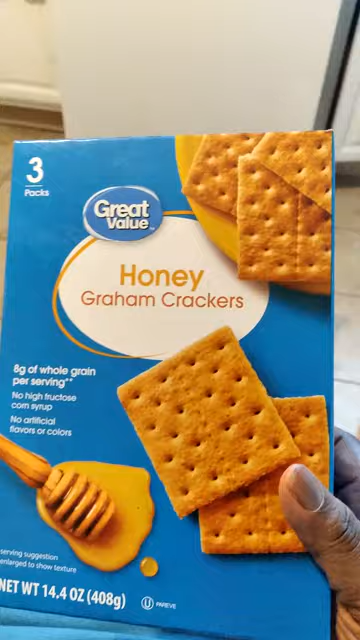 3
Packs
Great
Value™
Honey
Graham Crackers
8g of whole grain
per serving**
No high fructose
corn syrup
No artificial
flavors or colors
serving suggestion
enlarged to show texture
NET WT 14.4 OZ (408g)
U PAREVE